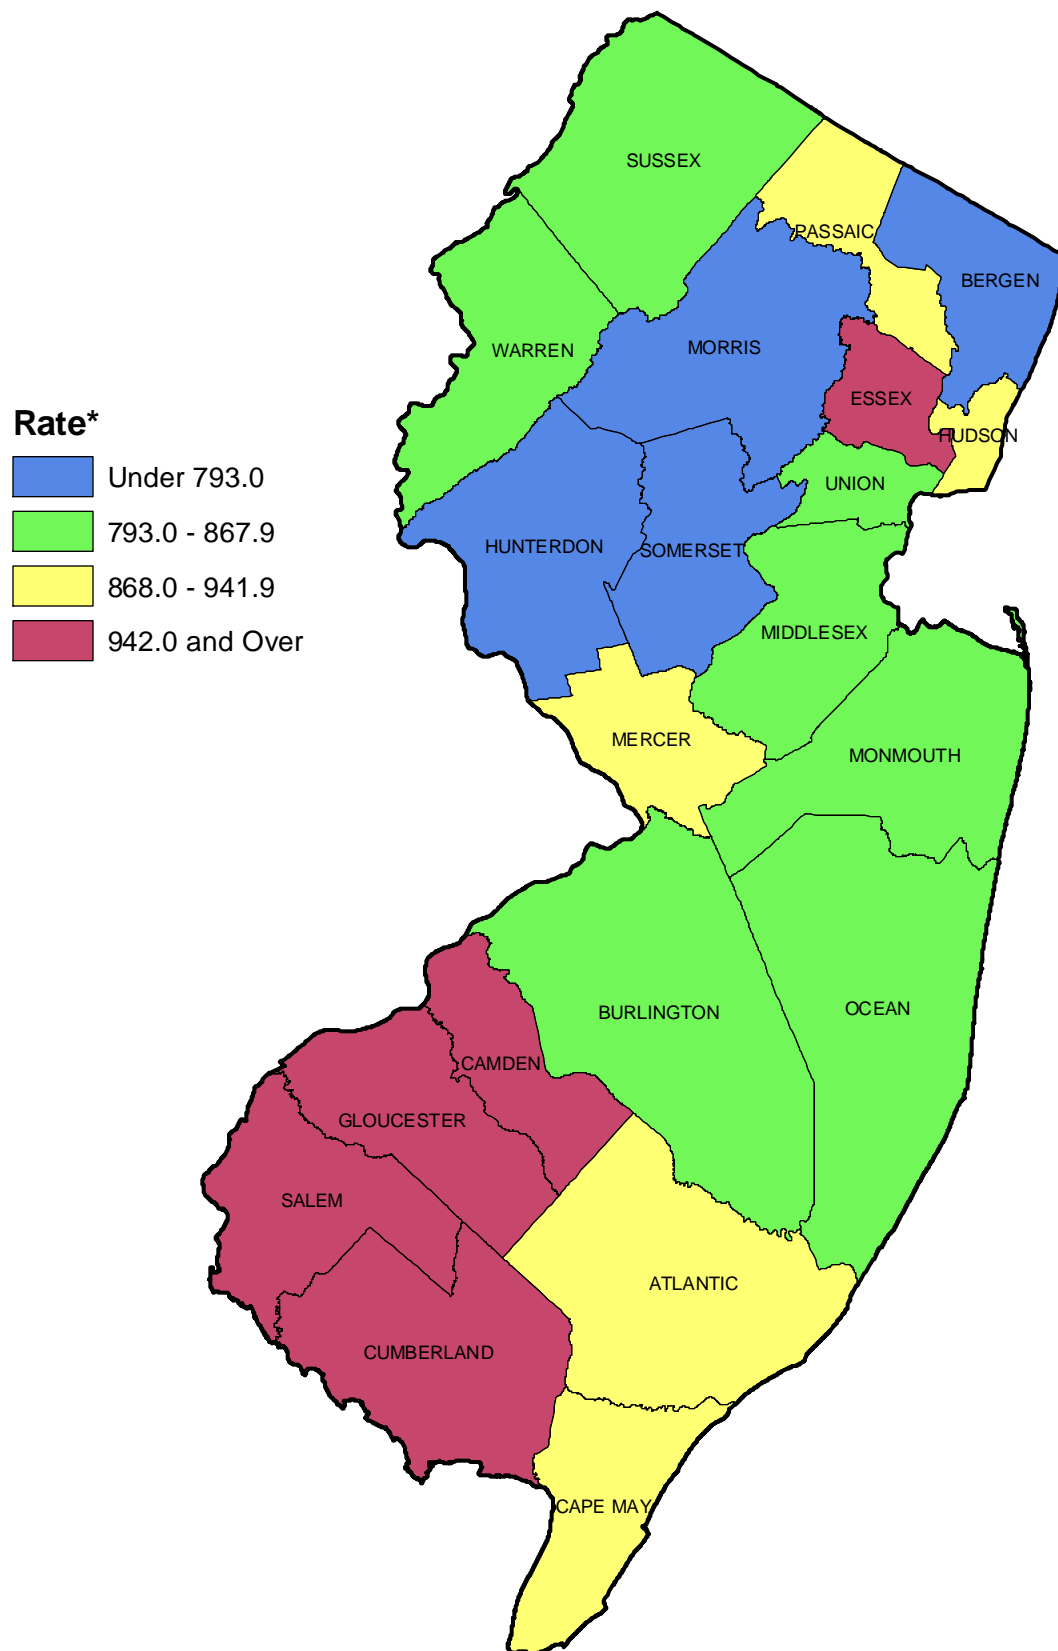 SUSSEX
PASSAIC
BERGEN
WARREN
MORRIS
ESSEX
Rate*
HUDSON
Under 793.0
UNION
793.0 - 867.9
HUNTERDON
SOMERSET
868.0 - 941.9
942.0 and Over
MIDDLESEX
MERCER
MONMOUTH
BURLINGTON
OCEAN
CAMDEN
GLOUCESTER
SALEM
ATLANTIC
CUMBERLAND
CAPE MAY